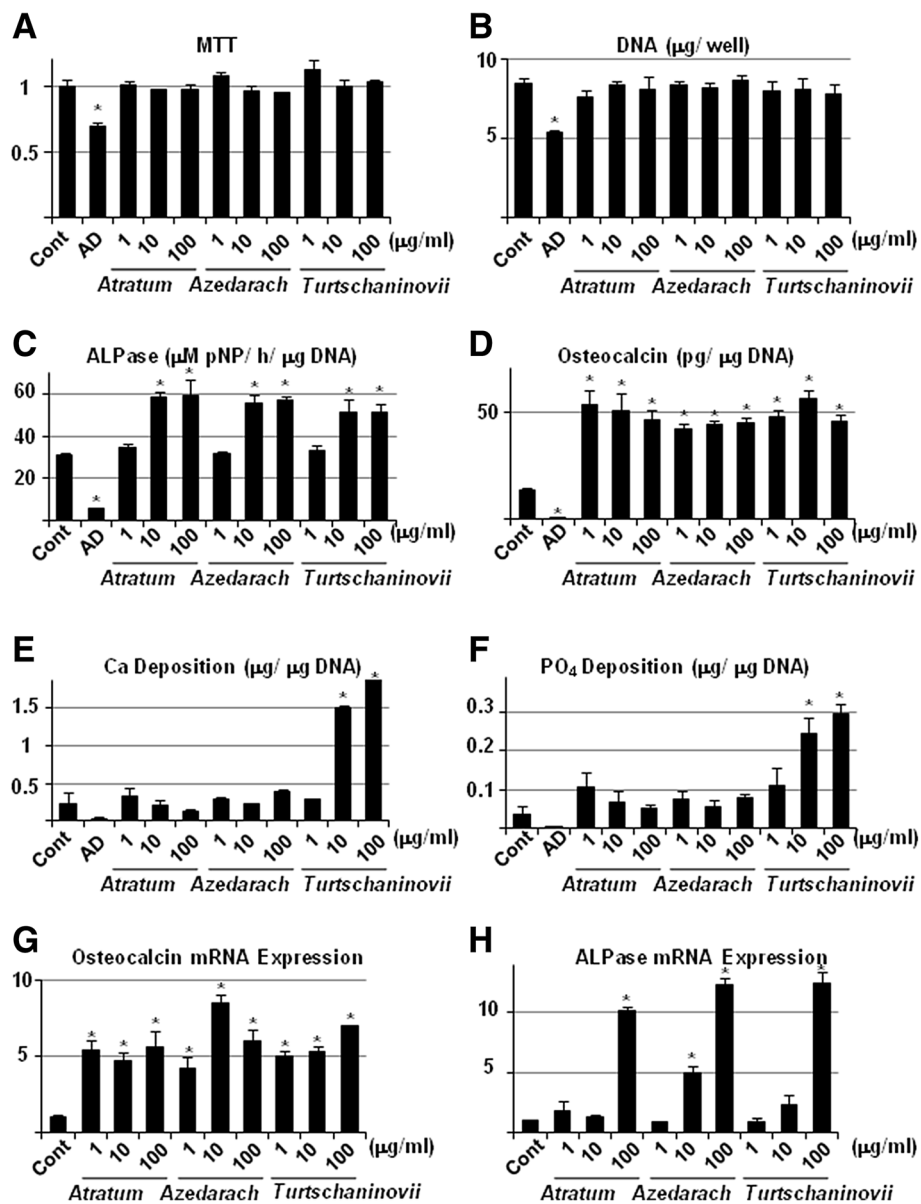 A
MTT
1
0.5
*
Cont AD 1 10 100 1 10 100 1 10 100 (μg/ml)
Atratum Azedarach Turtschaninovii
B
DNA (μg/ well)
10
5
*
Cont AD 1 10 100 1 10 100 1 10 100 (μg/ml)
Atratum Azedarach Turtschaninovii
C
ALPase (μM pNP/ h/ μg DNA)
60
40
20
* * * * * * *
Cont AD 1 10 100 1 10 100 1 10 100 (μg/ml)
Atratum Azedarach Turtschaninovii
D
Osteocalcin (pg/ μg DNA)
50
* * * * * * * * * *
Cont AD 1 10 100 1 10 100 1 10 100 (μg/ml)
Atratum Azedarach Turtschaninovii
E
Ca Deposition (μg/ μg DNA)
1.5
1
0.5
* *
Cont AD 1 10 100 1 10 100 1 10 100 (μg/ml)
Atratum Azedarach Turtschaninovii
F
PO₄ Deposition (μg/ μg DNA)
0.3
0.2
0.1
* *
Cont AD 1 10 100 1 10 100 1 10 100 (μg/ml)
Atratum Azedarach Turtschaninovii
G
Osteocalcin mRNA Expression
10
5
* * * * * * * * *
Cont 1 10 100 1 10 100 1 10 100 (μg/ml)
Atratum Azedarach Turtschaninovii
H
ALPase mRNA Expression
10
5
* * * *
Cont 1 10 100 1 10 100 1 10 100 (μg/ml)
Atratum Azedarach Turtschaninovii